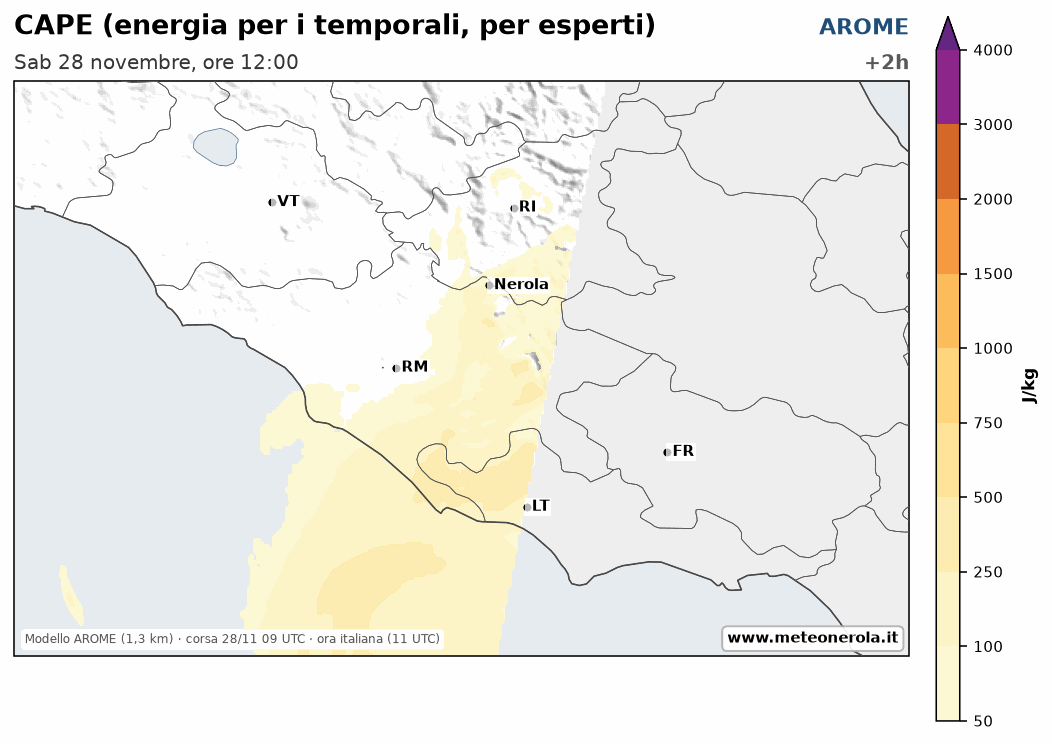 CAPE (energia per i temporali, per esperti)
AROME
Sab 28 novembre, ore 12:00
+2h
4000
3000
2000
1500
1000
750
500
250
100
50
J/kg
VT
RI
Nerola
RM
FR
LT
Modello AROME (1,3 km) · corsa 28/11 09 UTC · ora italiana (11 UTC)
www.meteonerola.it